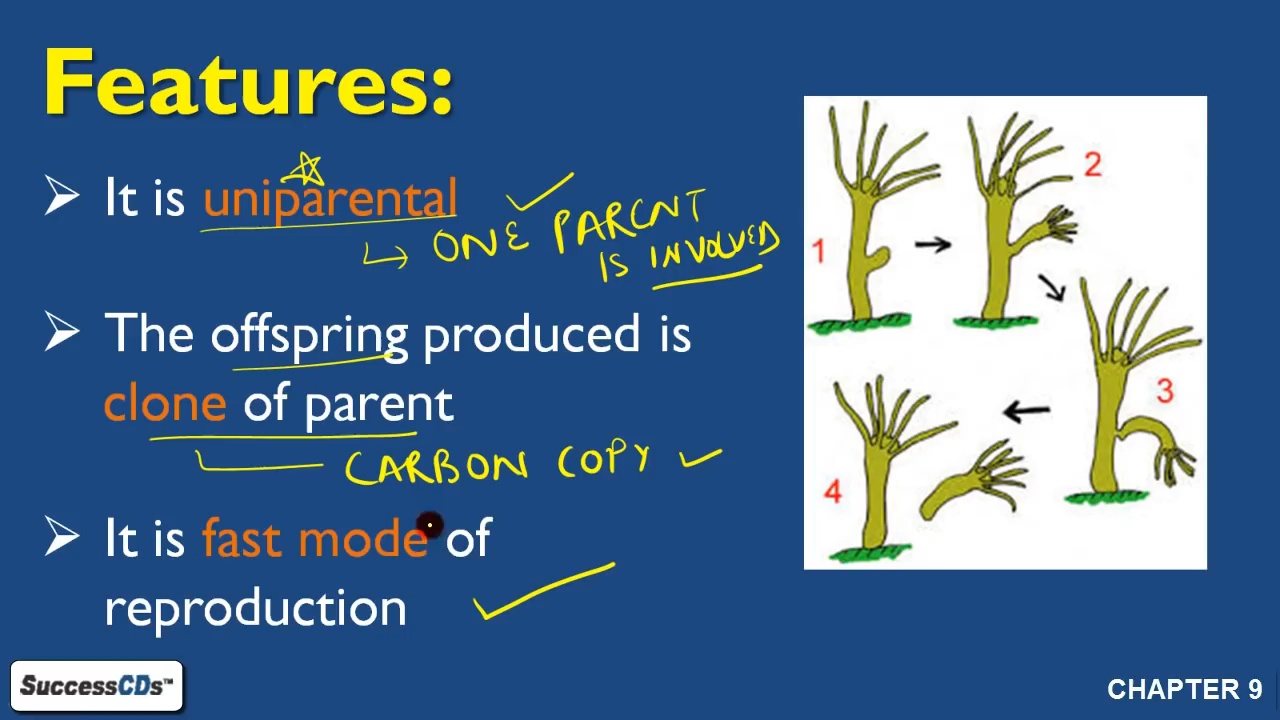 Features:
It is uniparental
ONE PARENT
IS INVOLVED
The offspring produced is
clone of parent
CARBON COPY
It is fast mode of
reproduction
1
2
3
4
SuccessCDs™
CHAPTER 9